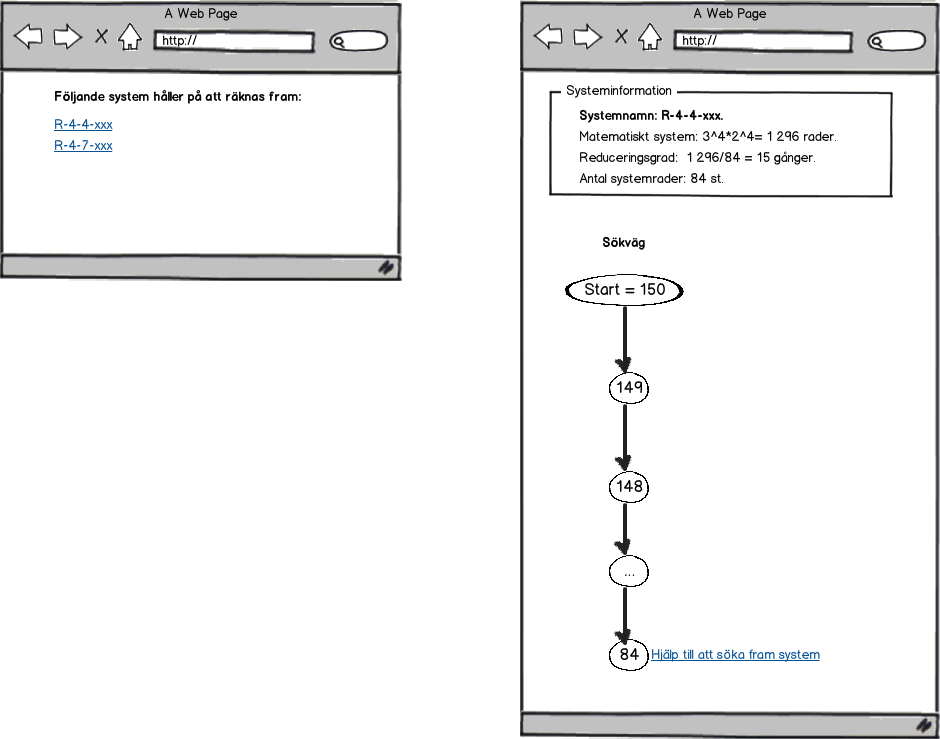 A Web Page
http://
Följande system håller på att räknas fram:
R-4-4-xxx
R-4-7-xxx
A Web Page
http://
Systeminformation
Systemnamn: R-4-4-xxx.
Matematiskt system: 3^4*2^4= 1 296 rader.
Reduceringsgrad:  1 296/84 = 15 gånger.
Antal systemrader: 84 st.
Sökväg
Start = 150
149
148
...
84
Hjälp till att söka fram system